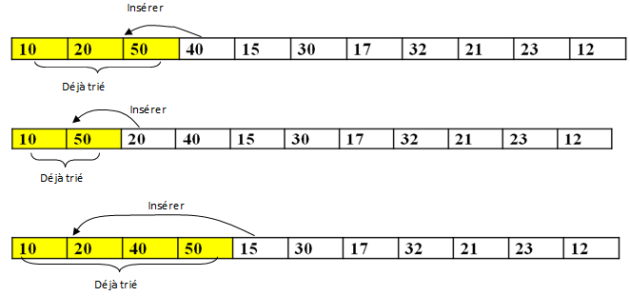 Insérer
10 20 50 40 15 30 17 32 21 23 12
Déjà trié
Insérer
10 50 20 40 15 30 17 32 21 23 12
Déjà trié
Insérer
10 20 40 50 15 30 17 32 21 23 12
Déjà trié